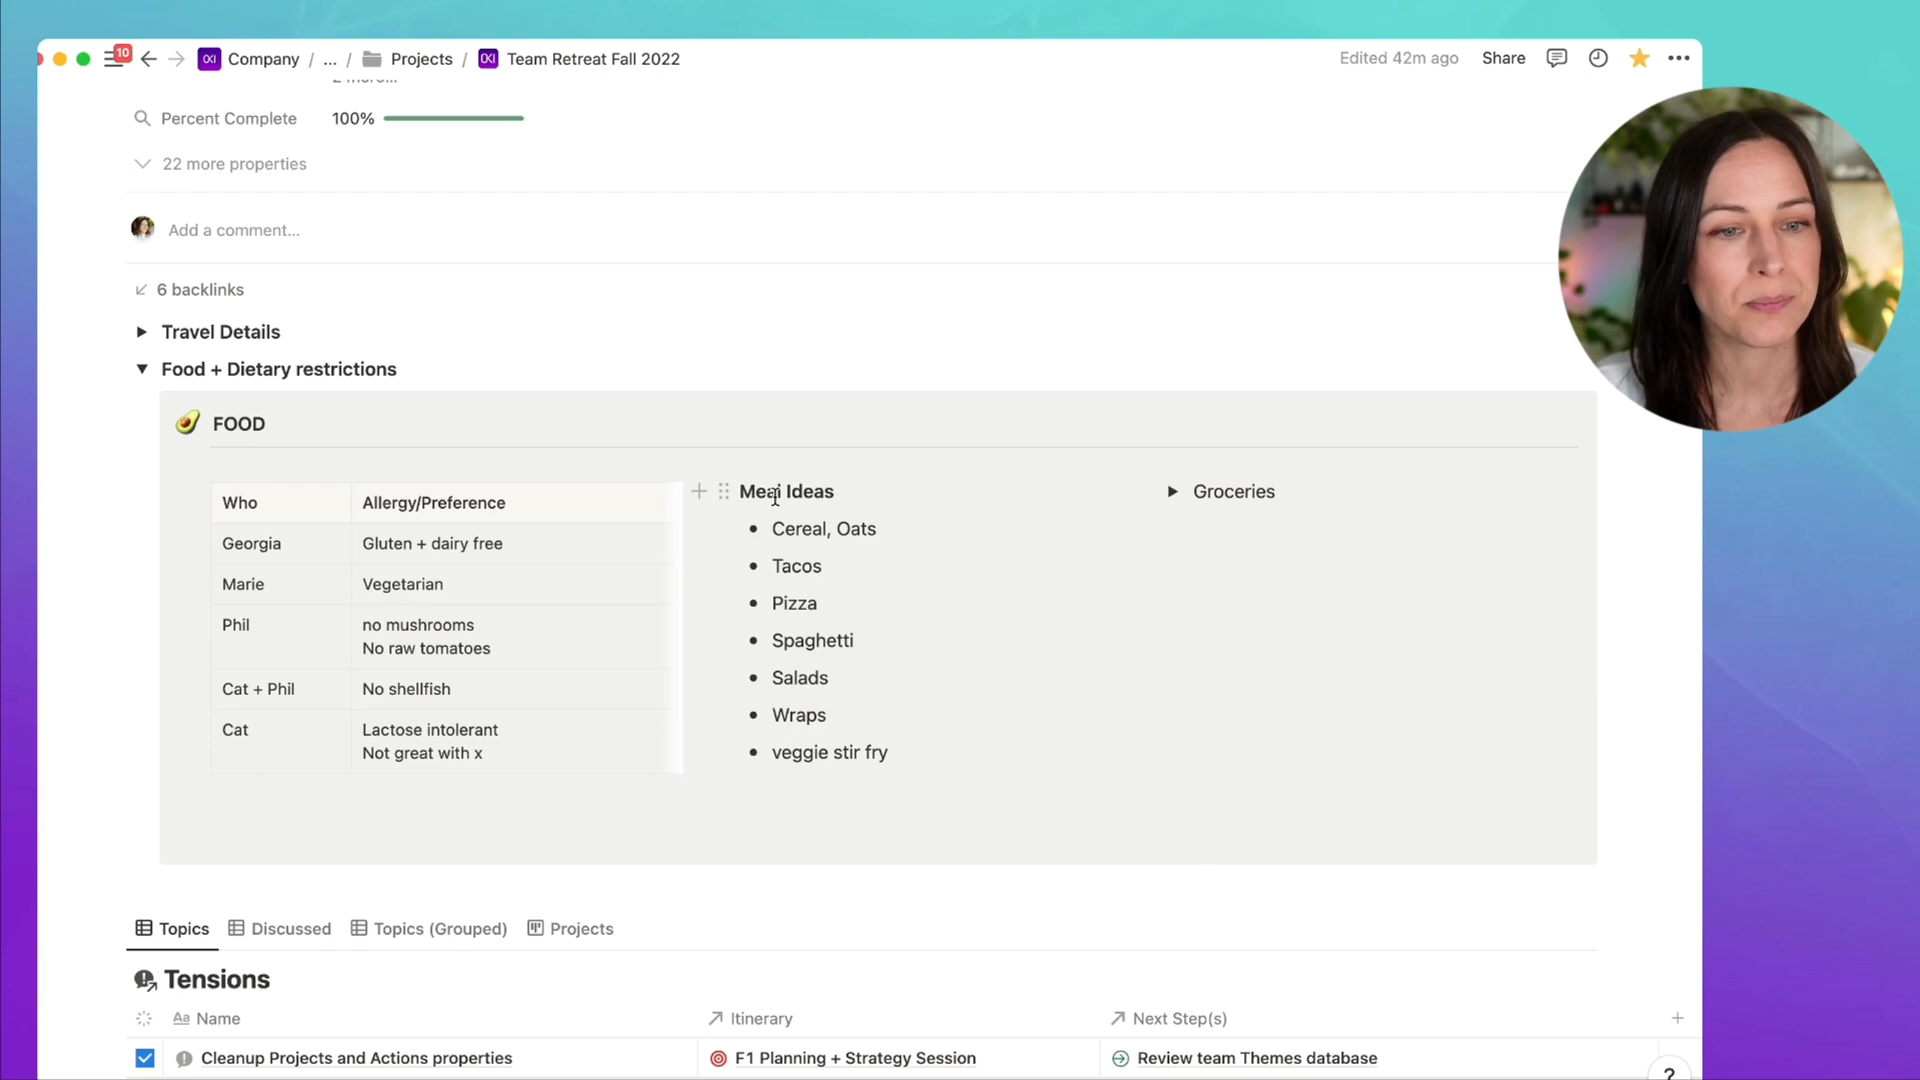 10
Company / ... / Projects / Team Retreat Fall 2022
Edited 42m ago Share
Percent Complete 100%
22 more properties
Add a comment...
6 backlinks
Travel Details
Food + Dietary restrictions
🥑 FOOD
Who Allergy/Preference
Georgia Gluten + dairy free
Marie Vegetarian
Phil no mushrooms
No raw tomatoes
Cat + Phil No shellfish
Cat Lactose intolerant
Not great with x
Meal Ideas
• Cereal, Oats
• Tacos
• Pizza
• Spaghetti
• Salads
• Wraps
• veggie stir fry
Groceries
Topics Discussed Topics (Grouped) Projects
Tensions
Aa Name Itinerary Next Step(s) +
Cleanup Projects and Actions properties F1 Planning + Strategy Session Review team Themes database
?